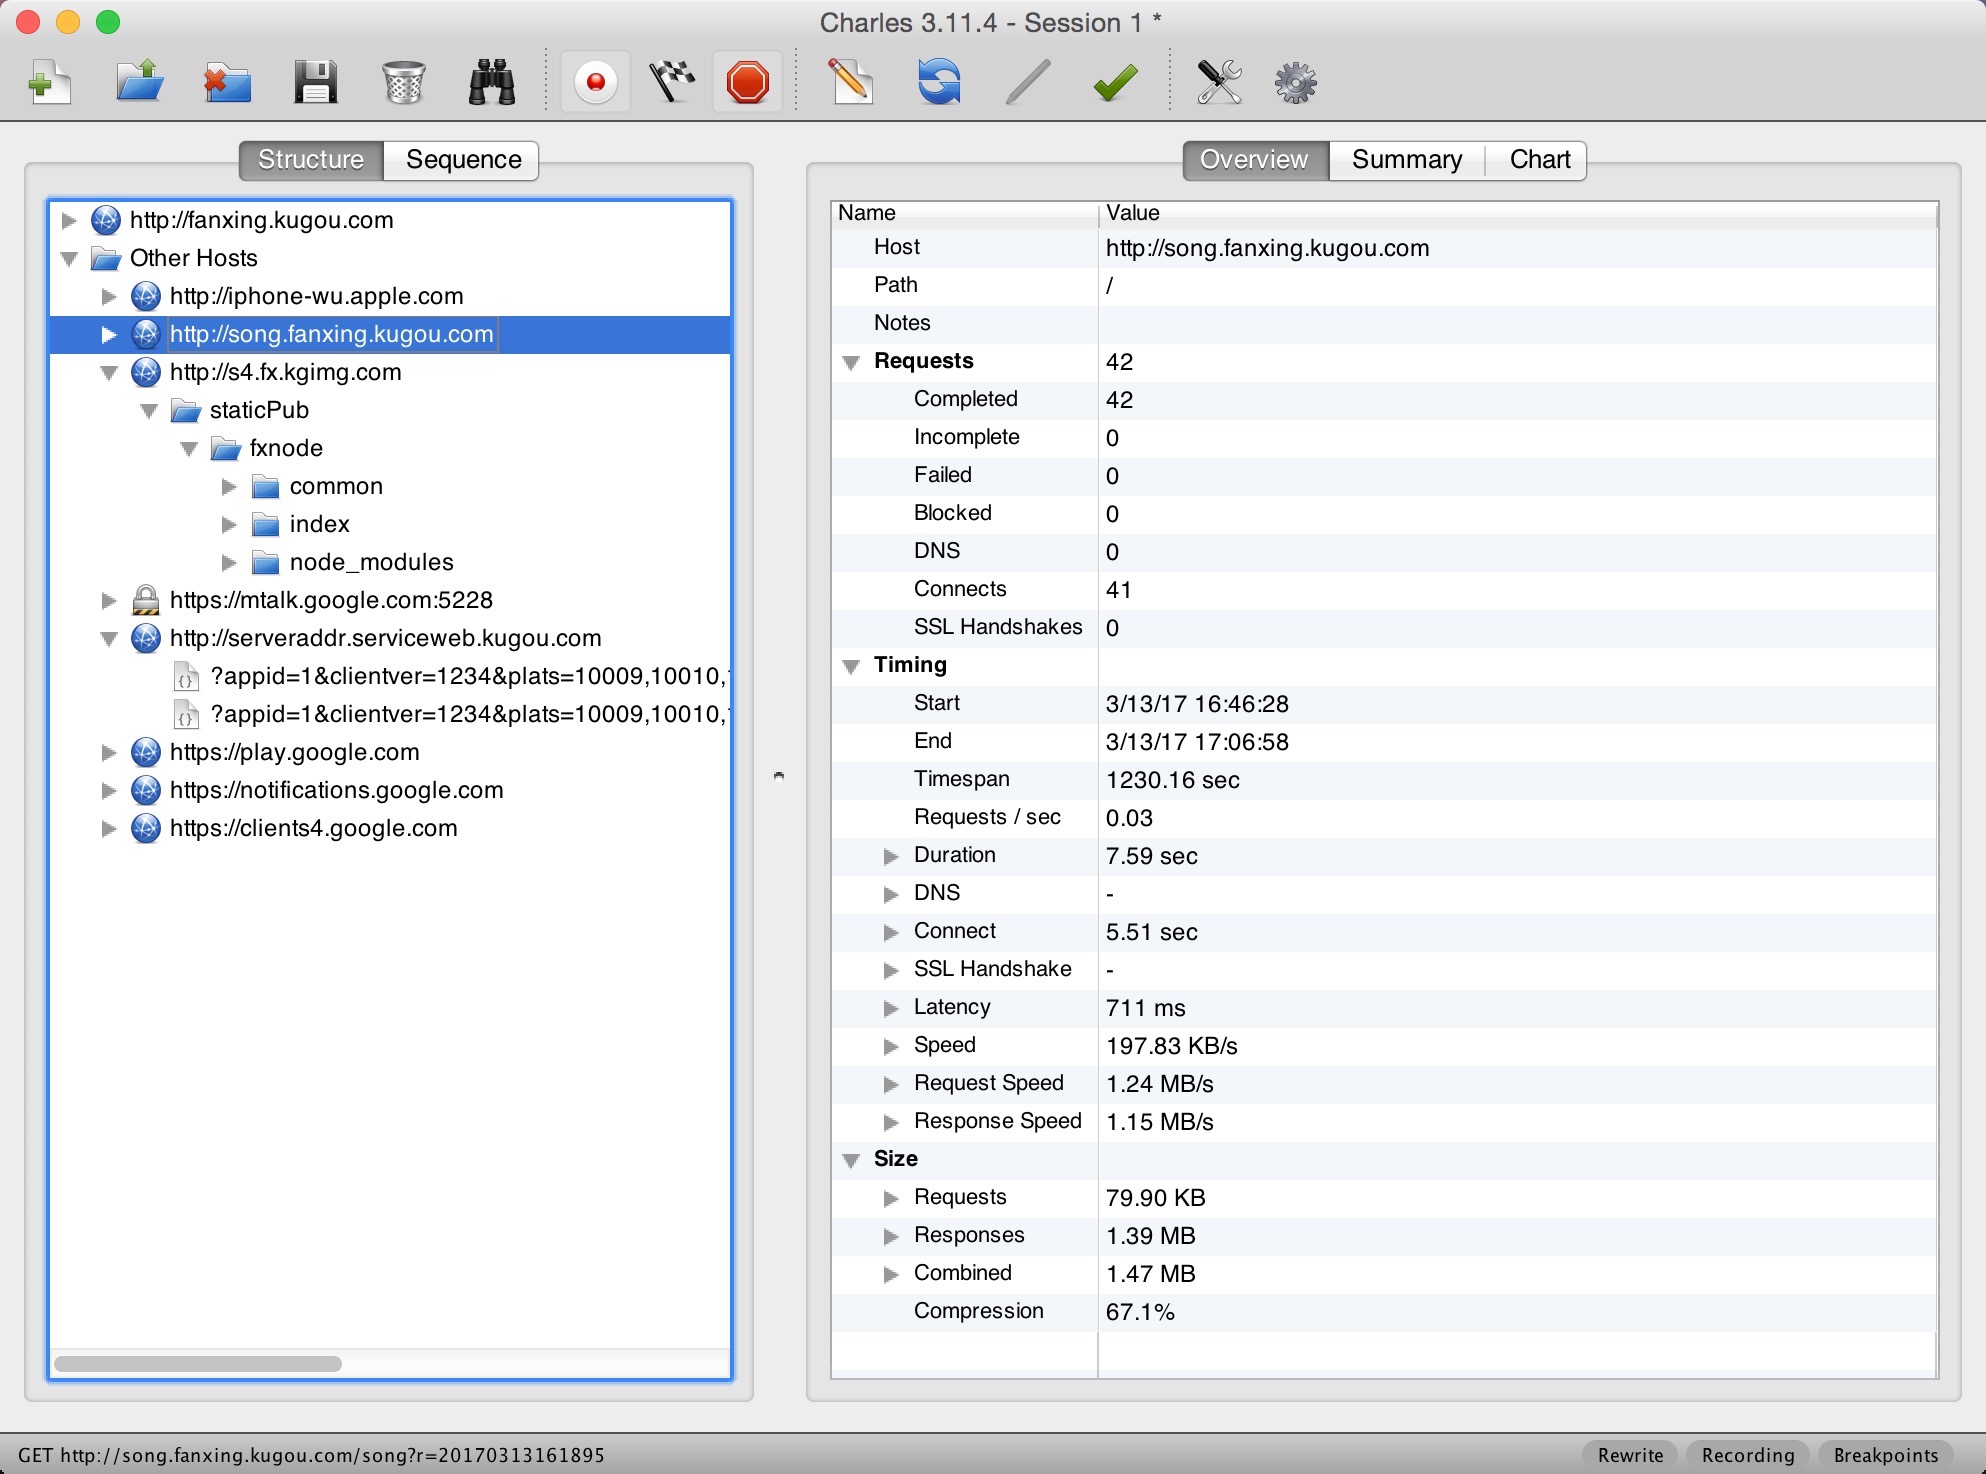 Charles 3.11.4 - Session 1 *
Structure
Sequence
http://fanxing.kugou.com
Other Hosts
http://iphone-wu.apple.com
http://song.fanxing.kugou.com
http://s4.fx.kgimg.com
staticPub
fxnode
common
index
node_modules
https://mtalk.google.com:5228
http://serveraddr.serviceweb.kugou.com
?appid=1&clientver=1234&plats=10009,10010,
?appid=1&clientver=1234&plats=10009,10010,
https://play.google.com
https://notifications.google.com
https://clients4.google.com
Overview
Summary
Chart
Name Value
Host http://song.fanxing.kugou.com
Path /
Notes
Requests 42
Completed 42
Incomplete 0
Failed 0
Blocked 0
DNS 0
Connects 41
SSL Handshakes 0
Timing
Start 3/13/17 16:46:28
End 3/13/17 17:06:58
Timespan 1230.16 sec
Requests / sec 0.03
Duration 7.59 sec
DNS -
Connect 5.51 sec
SSL Handshake -
Latency 711 ms
Speed 197.83 KB/s
Request Speed 1.24 MB/s
Response Speed 1.15 MB/s
Size
Requests 79.90 KB
Responses 1.39 MB
Combined 1.47 MB
Compression 67.1%
GET http://song.fanxing.kugou.com/song?r=20170313161895
Rewrite
Recording
Breakpoints